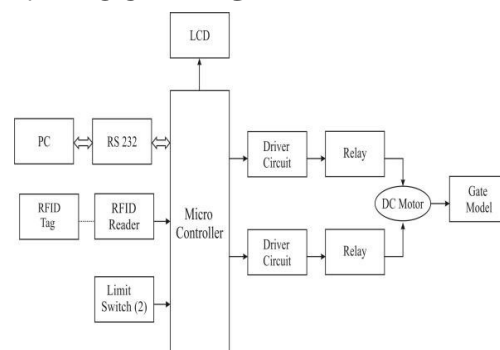 LCD
PC
RS 232
Driver
Circuit
Relay
RFID
Tag
RFID
Reader
Micro
Controller
DC Motor
Gate
Model
Driver
Circuit
Relay
Limit
Switch (2)